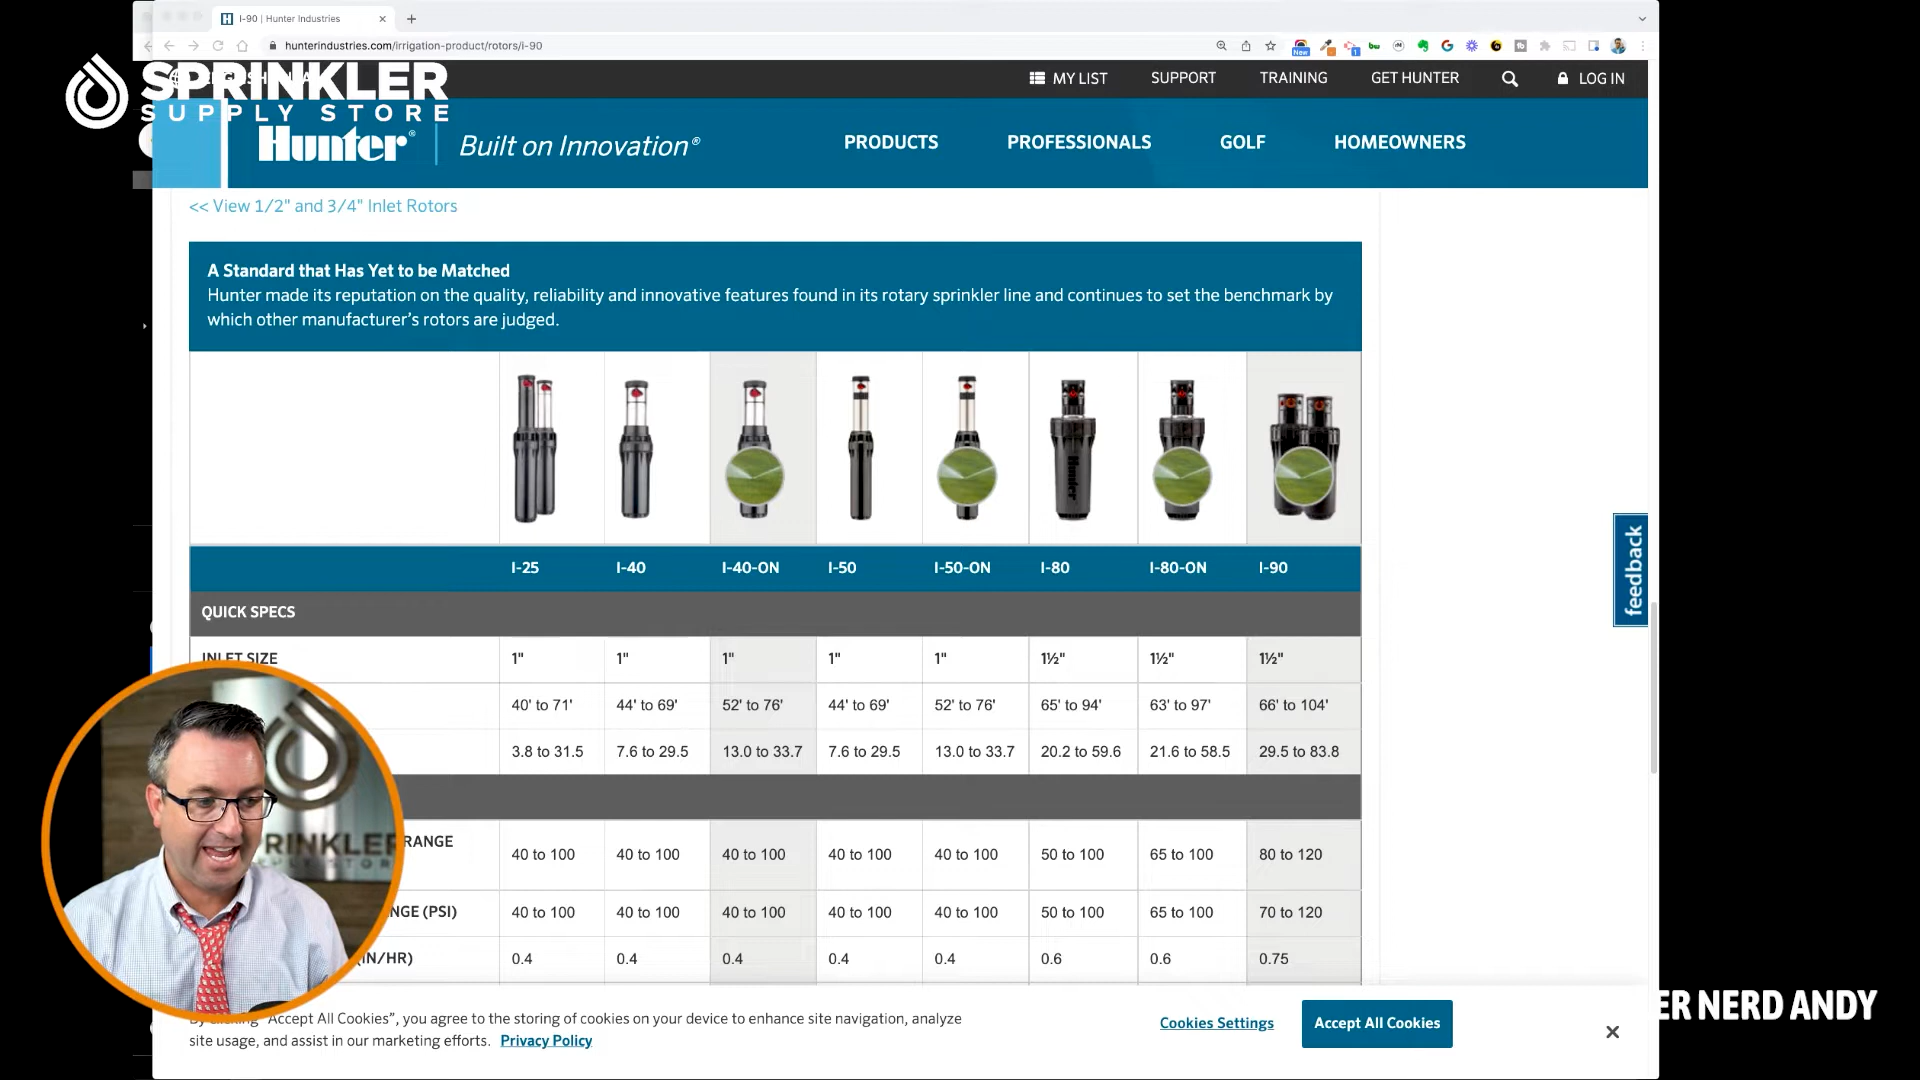 I-90 | Hunter Industries
hunterindustries.com/irrigation-product/rotors/i-90
New
SPRINKLER
SUPPLY STORE
MY LIST
SUPPORT
TRAINING
GET HUNTER
LOG IN
Hunter®
Built on Innovation®
PRODUCTS
PROFESSIONALS
GOLF
HOMEOWNERS
<< View 1/2" and 3/4" Inlet Rotors
A Standard that Has Yet to be Matched
Hunter made its reputation on the quality, reliability and innovative features found in its rotary sprinkler line and continues to set the benchmark by
which other manufacturer's rotors are judged.
I-25 I-40 I-40-ON I-50 I-50-ON I-80 I-80-ON I-90
QUICK SPECS
INLET SIZE 1" 1" 1" 1" 1" 1½" 1½" 1½"
40' to 71' 44' to 69' 52' to 76' 44' to 69' 52' to 76' 65' to 94' 63' to 97' 66' to 104'
3.8 to 31.5 7.6 to 29.5 13.0 to 33.7 7.6 to 29.5 13.0 to 33.7 20.2 to 59.6 21.6 to 58.5 29.5 to 83.8
RANGE
40 to 100 40 to 100 40 to 100 40 to 100 40 to 100 50 to 100 65 to 100 80 to 120
NGE (PSI) 40 to 100 40 to 100 40 to 100 40 to 100 40 to 100 50 to 100 65 to 100 70 to 120
(IN/HR) 0.4 0.4 0.4 0.4 0.4 0.6 0.6 0.75
feedback
PRINKLER
By clicking "Accept All Cookies", you agree to the storing of cookies on your device to enhance site navigation, analyze
site usage, and assist in our marketing efforts. Privacy Policy
Cookies Settings
Accept All Cookies
ER NERD ANDY